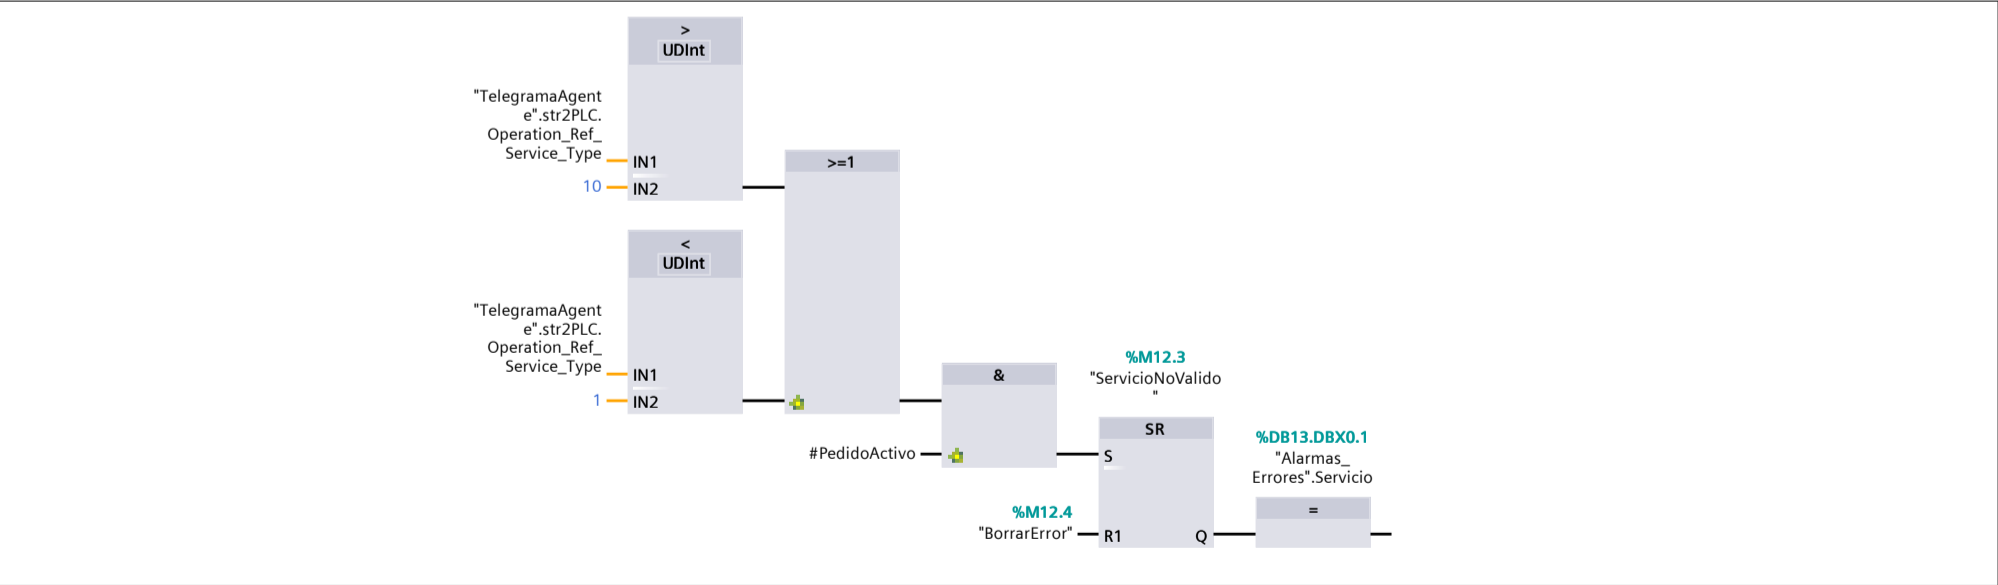 >
UDInt
"TelegramaAgent
e".str2PLC.
Operation_Ref_
Service_Type
IN1
10
IN2
>=1
<
UDInt
"TelegramaAgent
e".str2PLC.
Operation_Ref_
Service_Type
IN1
1
IN2
&
#PedidoActivo
%M12.3
"ServicioNoValido
"
SR
S
%M12.4
"BorrarError"
R1
Q
%DB13.DBX0.1
"Alarmas_
Errores".Servicio
=